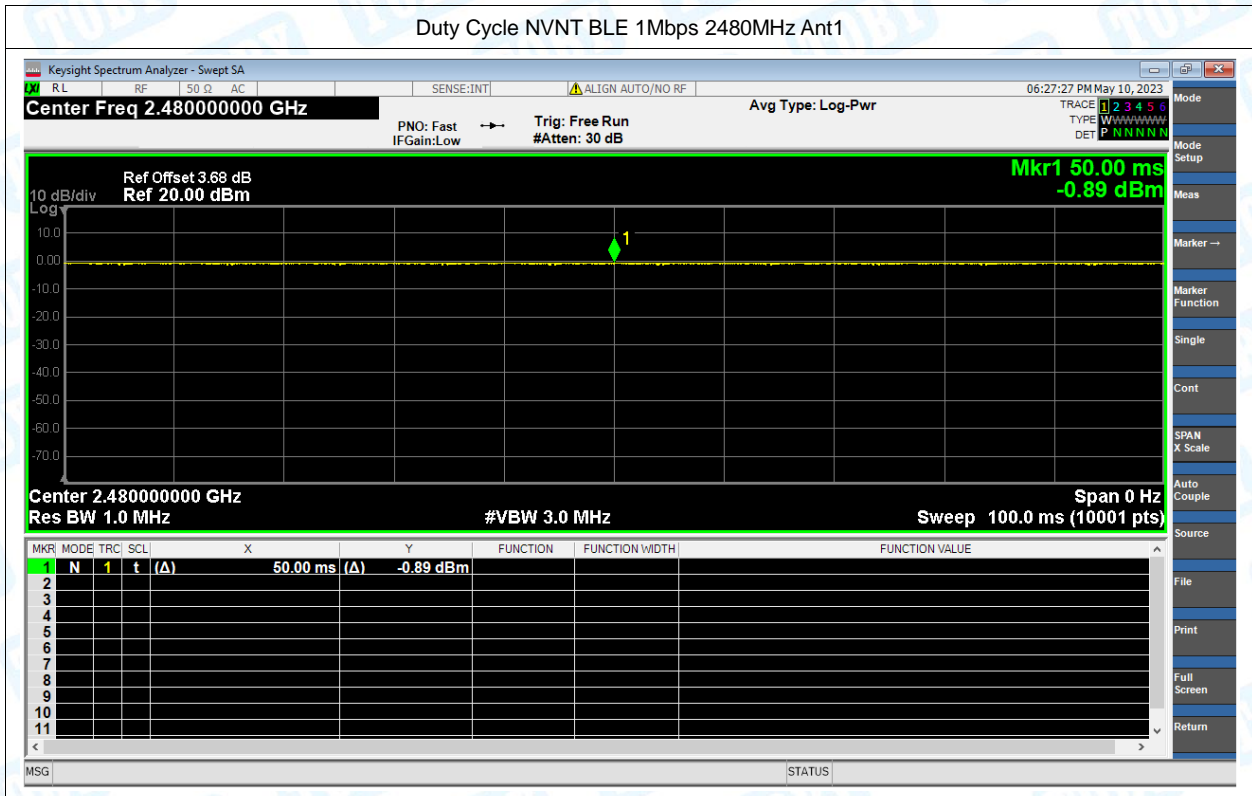 Duty Cycle NVNT BLE 1Mbps 2480MHz Ant1
Keysight Spectrum Analyzer - Swept SA
LXI RL RF 50 Ω AC SENSE:INT ALIGN AUTO/NO RF 06:27:27 PM May 10, 2023
Center Freq 2.480000000 GHz
Avg Type: Log-Pwr
TRACE 1 2 3 4 5 6
TYPE WWWWWW
DET P N N N N N
PNO: Fast
IFGain:Low
Trig: Free Run
#Atten: 30 dB
Mkr1 50.00 ms
-0.89 dBm
Ref Offset 3.68 dB
Ref 20.00 dBm
10 dB/div
Log
10.0
0.00
-10.0
-20.0
-30.0
-40.0
-50.0
-60.0
-70.0
1
Center 2.480000000 GHz
Span 0 Hz
Res BW 1.0 MHz
#VBW 3.0 MHz
Sweep 100.0 ms (10001 pts)
MKR MODE TRC SCL X Y FUNCTION FUNCTION WIDTH FUNCTION VALUE
1 N 1 t (Δ) 50.00 ms (Δ) -0.89 dBm
2
3
4
5
6
7
8
9
10
11
MSG
STATUS
Mode
Mode
Setup
Meas
Marker→
Marker
Function
Single
Cont
SPAN
X Scale
Auto
Couple
Source
File
Print
Full
Screen
Return
TOBY